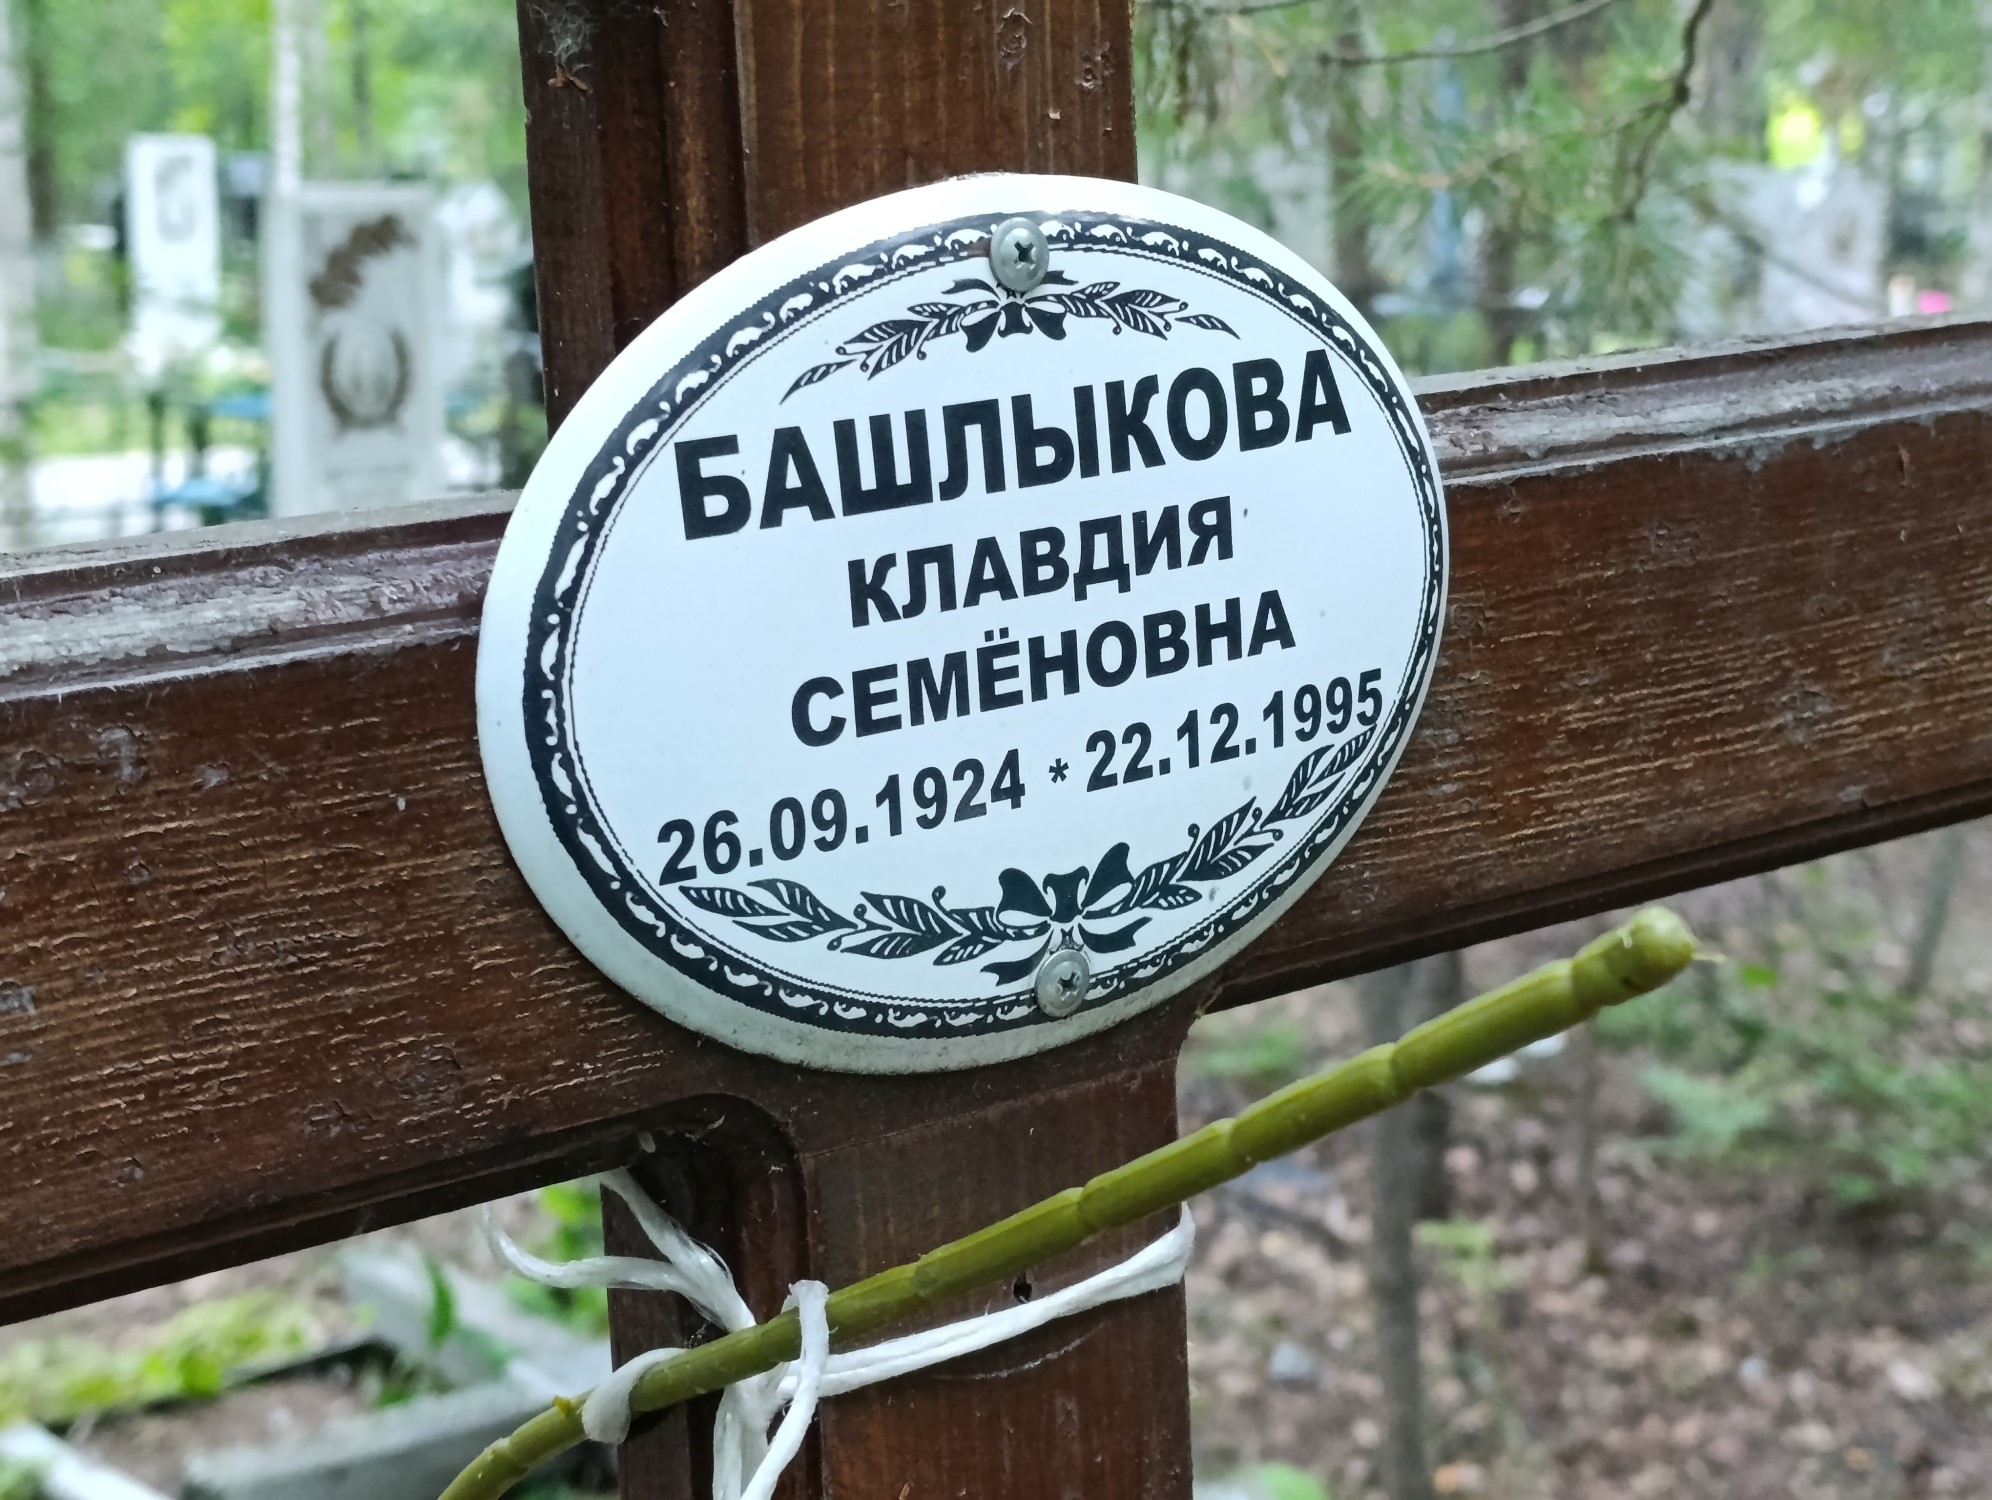 БАШЛЫКОВА
КЛАВДИЯ
СЕМЁНОВНА
26.09.1924 * 22.12.1995